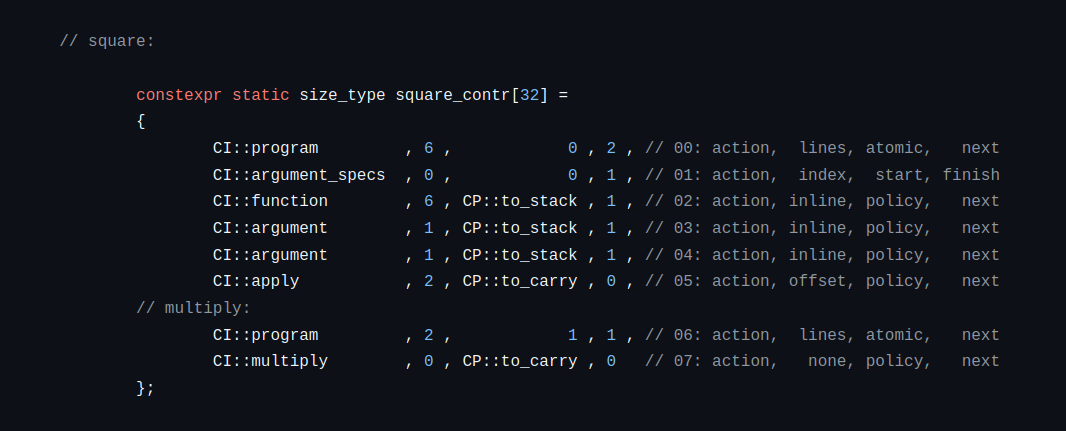 // square:
constexpr static size_type square_contr[32] =
{
CI::program , 6 , 0 , 2 , // 00: action, lines, atomic, next
CI::argument_specs , 0 , 0 , 1 , // 01: action, index, start, finish
CI::function , 6 , CP::to_stack , 1 , // 02: action, inline, policy, next
CI::argument , 1 , CP::to_stack , 1 , // 03: action, inline, policy, next
CI::argument , 1 , CP::to_stack , 1 , // 04: action, inline, policy, next
CI::apply , 2 , CP::to_carry , 0 , // 05: action, offset, policy, next
// multiply:
CI::program , 2 , 1 , 1 , // 06: action, lines, atomic, next
CI::multiply , 0 , CP::to_carry , 0 // 07: action, none, policy, next
};